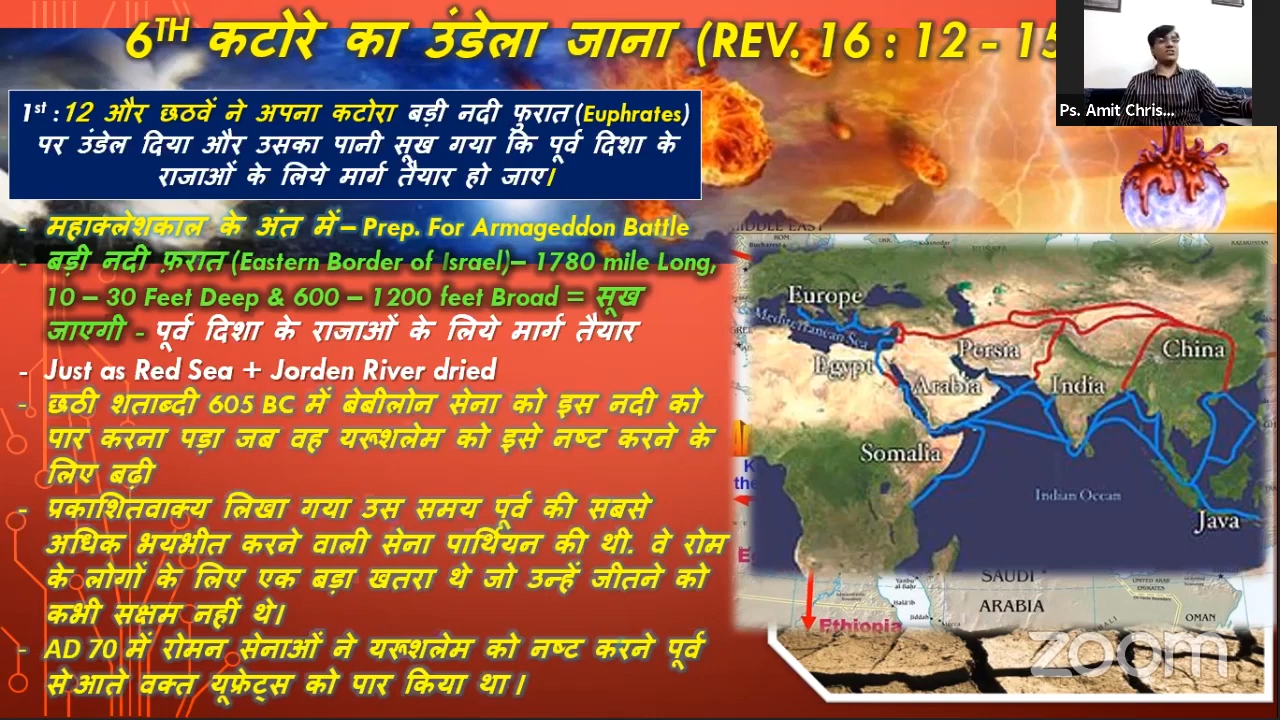 6TH कटोरे का उंडेला जाना (REV. 16 : 12 - 15
Ps. Amit Chris...
1st : 12 और छठवें ने अपना कटोरा बड़ी नदी फुरात (Euphrates)
पर उंडेल दिया और उसका पानी सूख गया कि पूर्व दिशा के
राजाओं के लिये मार्ग तैयार हो जाए।
- महाक्लेशकाल के अंत में – Prep. For Armageddon Battle
- बड़ी नदी फ़रात (Eastern Border of Israel)– 1780 mile Long,
10 – 30 Feet Deep & 600 – 1200 feet Broad = सूख
जाएगी - पूर्व दिशा के राजाओं के लिये मार्ग तैयार
- Just as Red Sea + Jorden River dried
- छठी शताब्दी 605 BC में बेबीलोन सेना को इस नदी को
पार करना पड़ा जब वह यरूशलेम को इसे नष्ट करने के
लिए बढ़ी
- प्रकाशितवाक्य लिखा गया उस समय पूर्व की सबसे
अधिक भयभीत करने वाली सेना पार्थियन की थी. वे रोम
के लोगों के लिए एक बड़ा खतरा थे जो उन्हें जीतने को
कभी सक्षम नहीं थे।
- AD 70 में रोमन सेनाओं ने यरूशलेम को नष्ट करने पूर्व
से आते वक्त यूफ्रेट्स को पार किया था।
MIDDLE EAST
Bucharest
KAZAKHSTAN
Europe
Mediterranean Sea
Egypt
Persia
China
Arabia
India
Somalia
Indian Ocean
Java
SAUDI
ARABIA
OMAN
Ethiopia
zoom